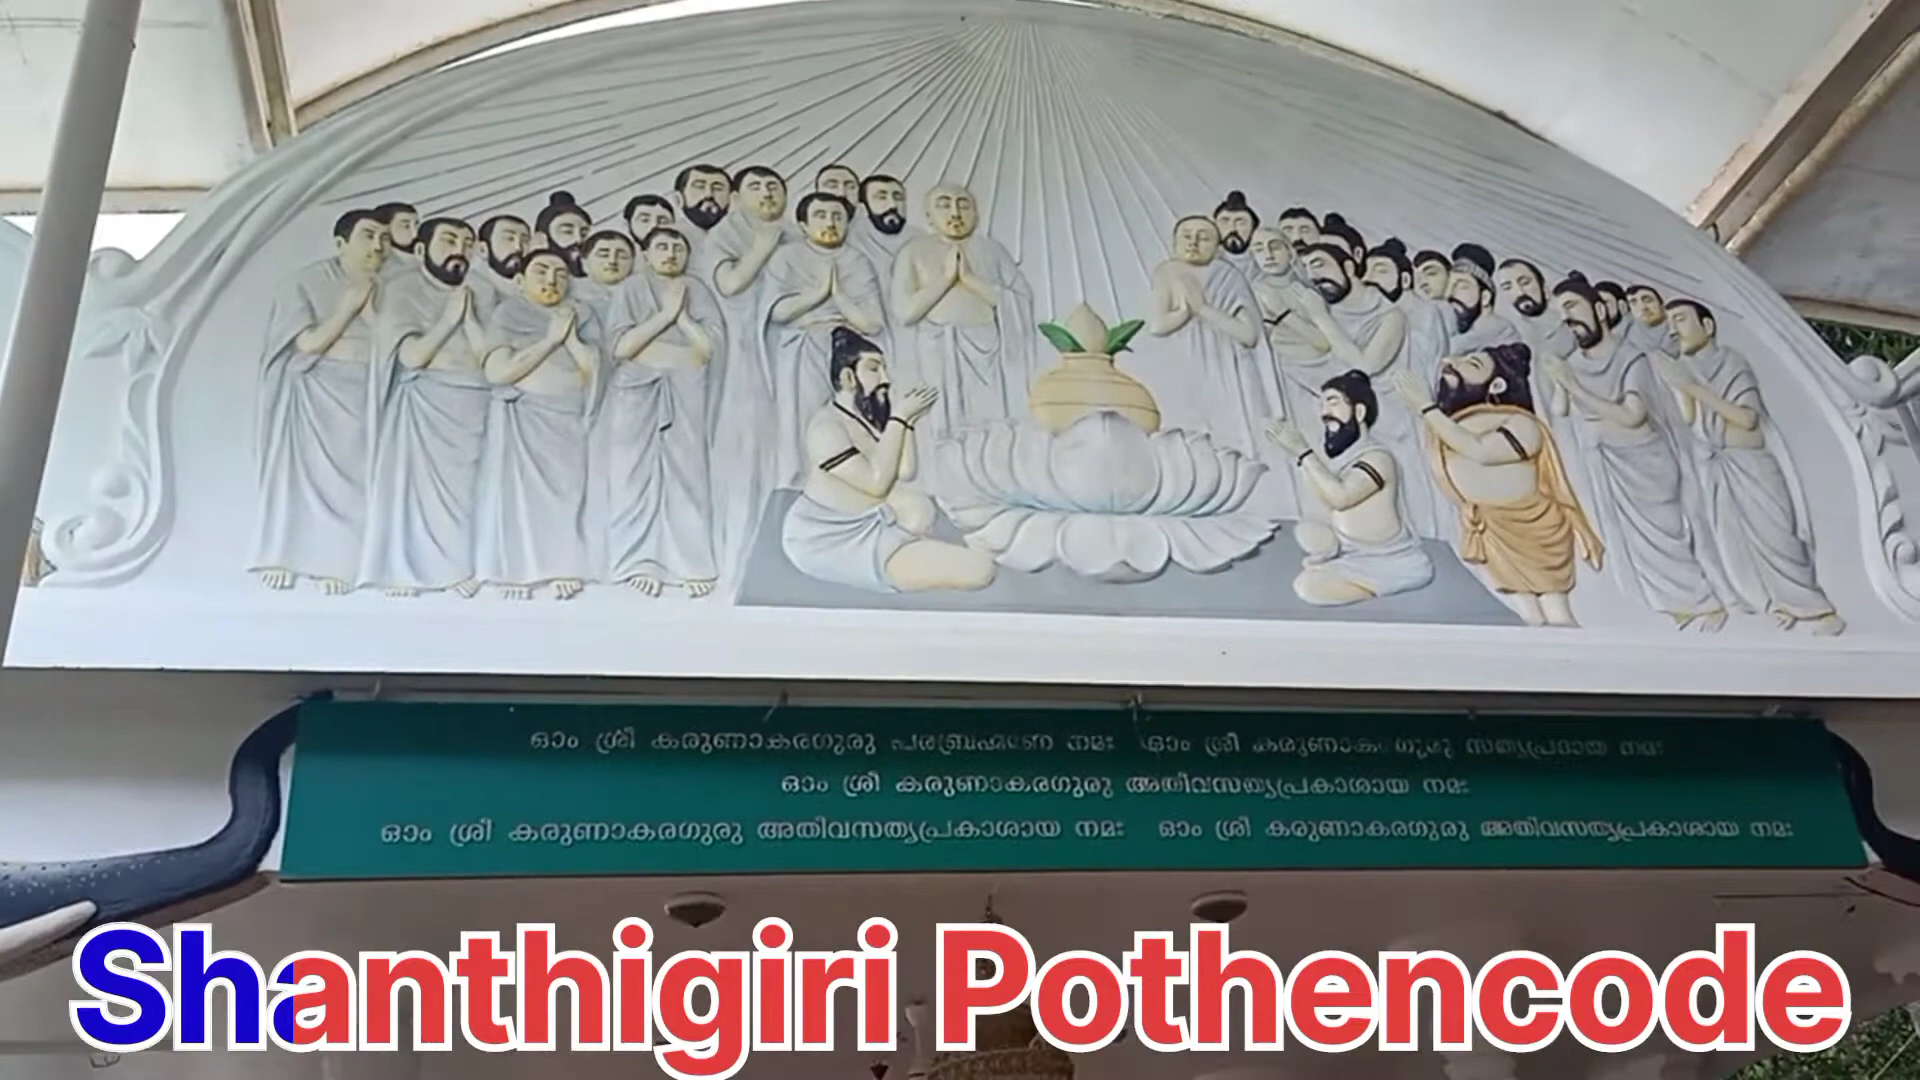 ഓം ശ്രീ കരുണാകരഗുരു പരബ്രഹ്മണേ നമഃ ഓം ശ്രീ കരുണാകരഗുരു സത്യപ്രദായ നമഃ
ഓം ശ്രീ കരുണാകരഗുരു അതിവസത്യപ്രകാശായ നമഃ
ഓം ശ്രീ കരുണാകരഗുരു അതിവസത്യപ്രകാശായ നമഃ ഓം ശ്രീ കരുണാകരഗുരു അതിവസത്യപ്രകാശായ നമഃ
Shanthigiri Pothencode